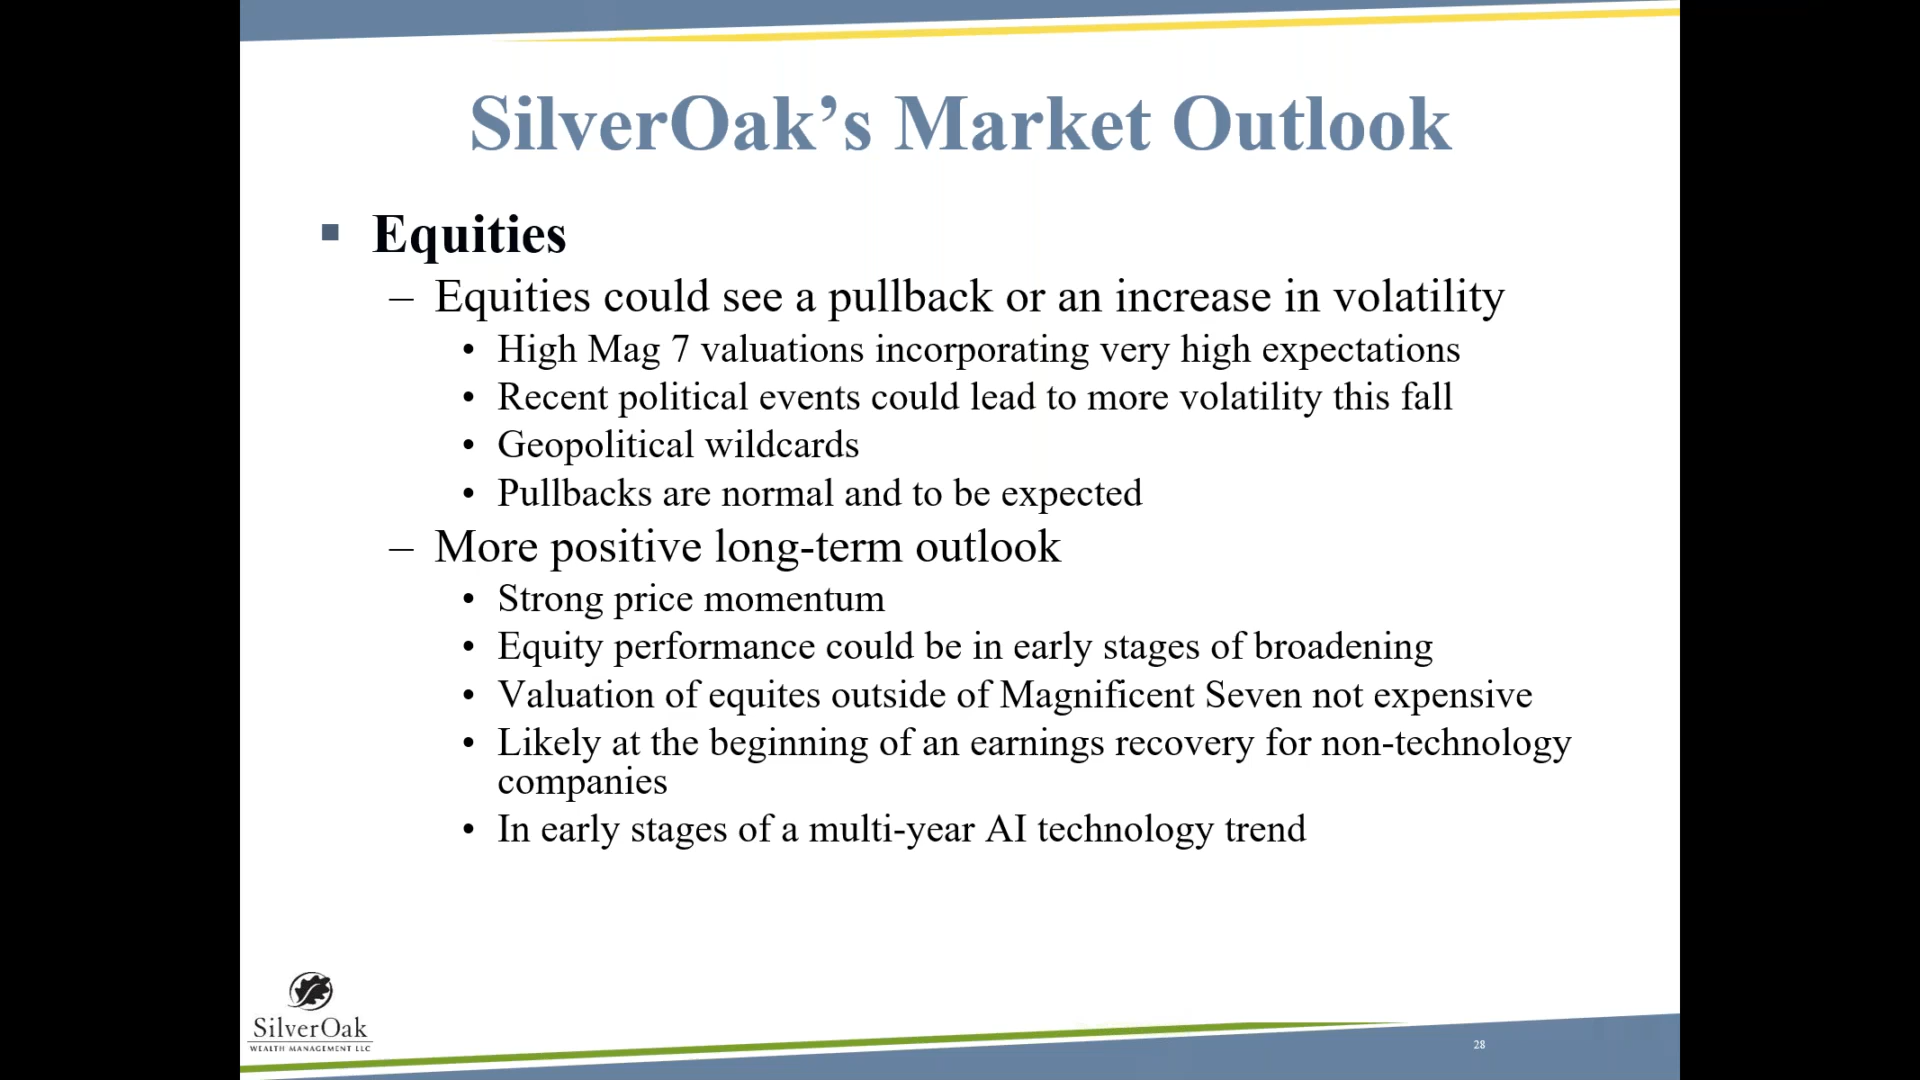 SilverOak’s Market Outlook
▪ Equities
– Equities could see a pullback or an increase in volatility
• High Mag 7 valuations incorporating very high expectations
• Recent political events could lead to more volatility this fall
• Geopolitical wildcards
• Pullbacks are normal and to be expected
– More positive long-term outlook
• Strong price momentum
• Equity performance could be in early stages of broadening
• Valuation of equites outside of Magnificent Seven not expensive
• Likely at the beginning of an earnings recovery for non-technology
companies
• In early stages of a multi-year AI technology trend
SilverOak
WEALTH MANAGEMENT LLC
28